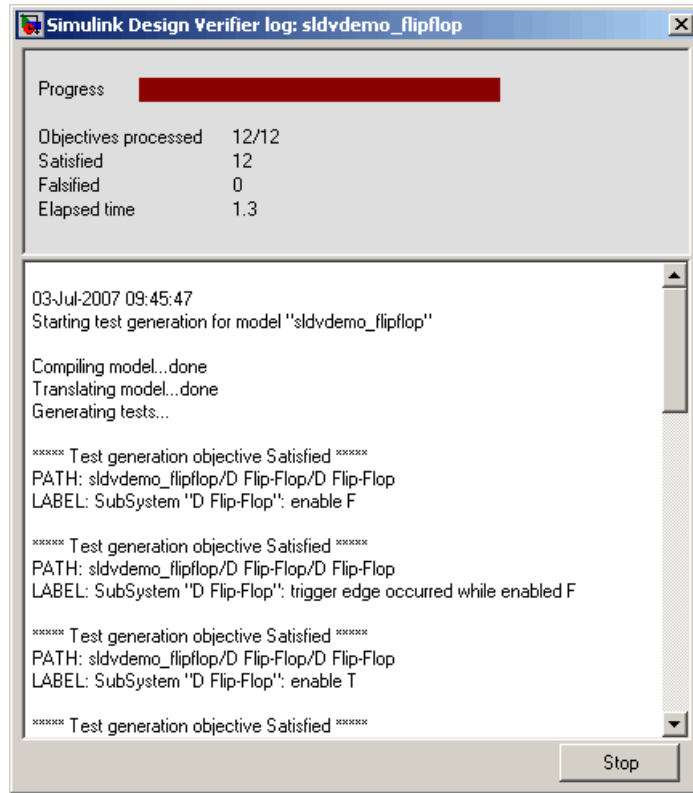 Simulink Design Verifier log: sldvdemo_flipflop
Progress
Objectives processed 12/12
Satisfied 12
Falsified 0
Elapsed time 1.3
03-Jul-2007 09:45:47
Starting test generation for model "sldvdemo_flipflop"
Compiling model...done
Translating model...done
Generating tests...
***** Test generation objective Satisfied *****
PATH: sldvdemo_flipflop/D Flip-Flop/D Flip-Flop
LABEL: SubSystem "D Flip-Flop": enable F
***** Test generation objective Satisfied *****
PATH: sldvdemo_flipflop/D Flip-Flop/D Flip-Flop
LABEL: SubSystem "D Flip-Flop": trigger edge occurred while enabled F
***** Test generation objective Satisfied *****
PATH: sldvdemo_flipflop/D Flip-Flop/D Flip-Flop
LABEL: SubSystem "D Flip-Flop": enable T
***** Test generation objective Satisfied *****
Stop